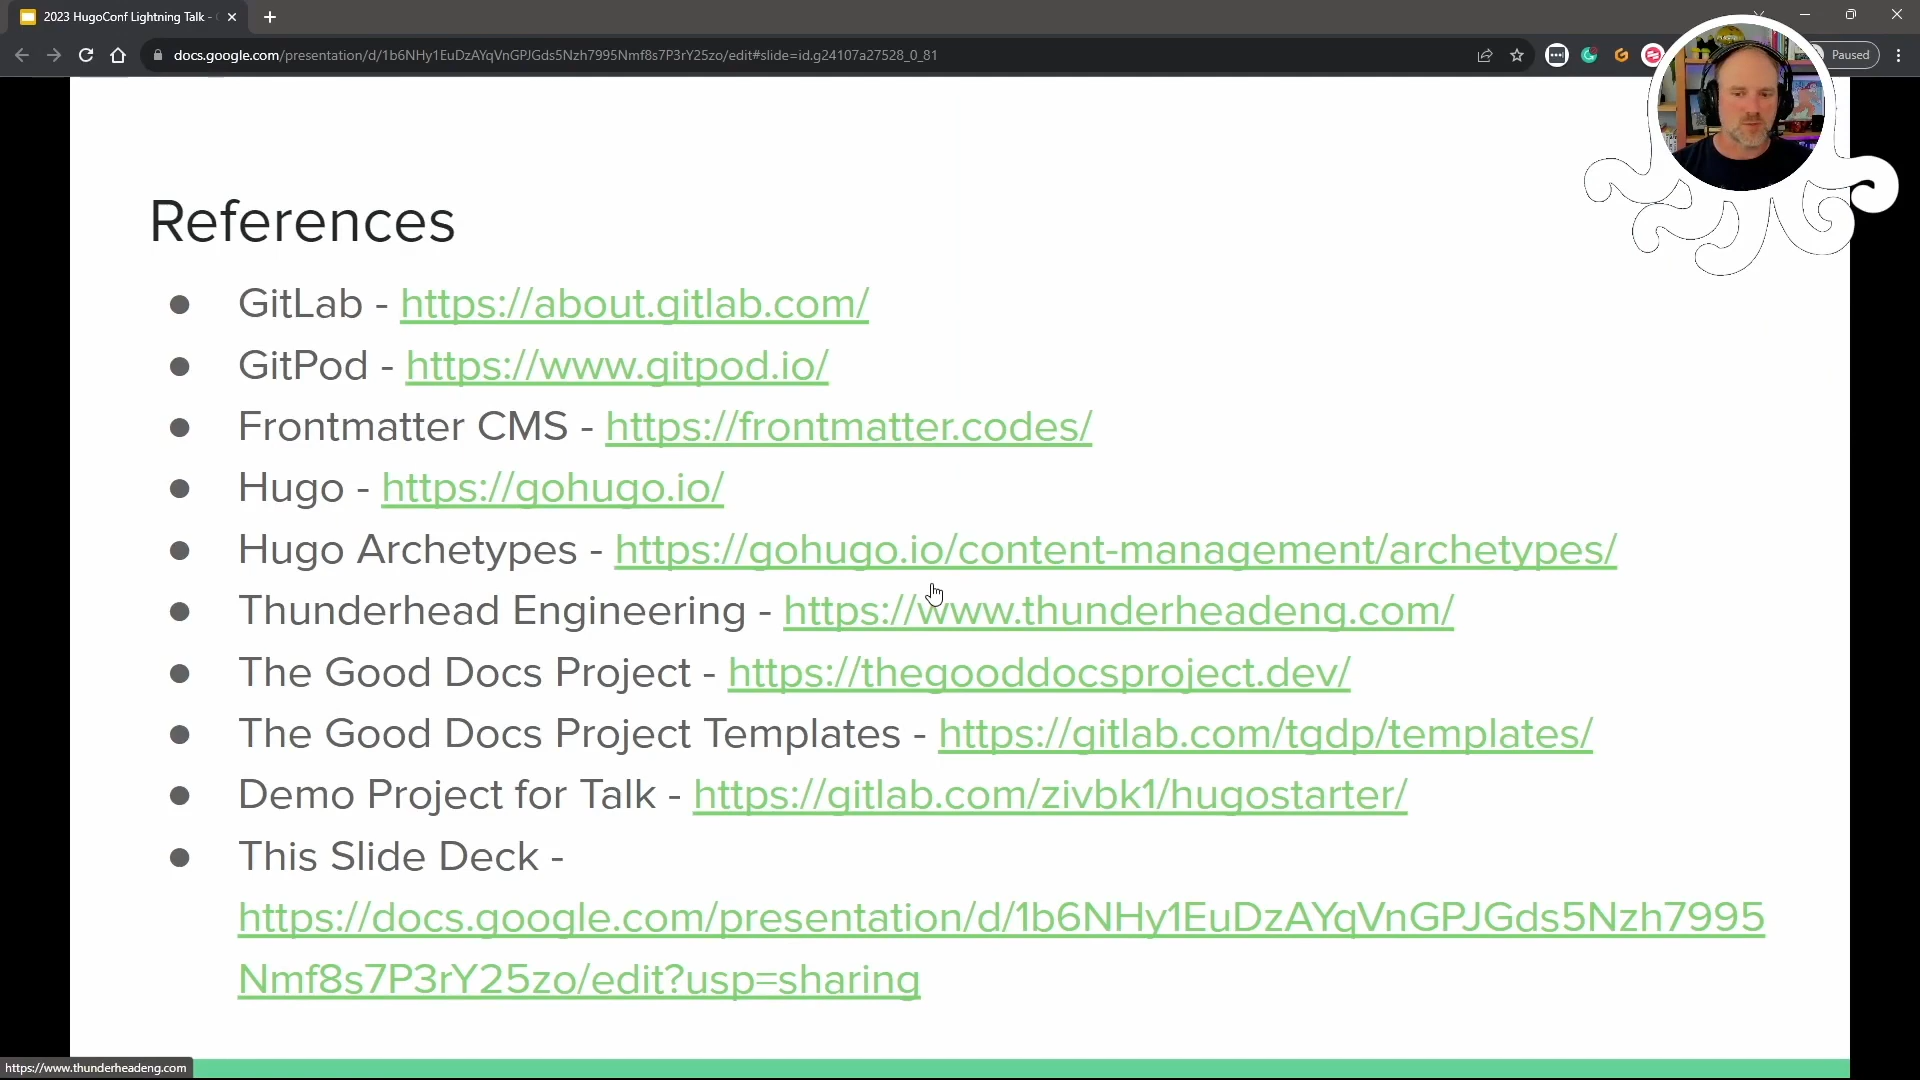 2023 HugoConf Lightning Talk -
docs.google.com/presentation/d/1b6NHy1EuDzAYqVnGPJGds5Nzh7995Nmf8s7P3rY25zo/edit#slide=id.g24107a27528_0_81
Paused
References
● GitLab - https://about.gitlab.com/
● GitPod - https://www.gitpod.io/
● Frontmatter CMS - https://frontmatter.codes/
● Hugo - https://gohugo.io/
● Hugo Archetypes - https://gohugo.io/content-management/archetypes/
● Thunderhead Engineering - https://www.thunderheadeng.com/
● The Good Docs Project - https://thegooddocsproject.dev/
● The Good Docs Project Templates - https://gitlab.com/tgdp/templates/
● Demo Project for Talk - https://gitlab.com/zivbk1/hugostarter/
● This Slide Deck -
https://docs.google.com/presentation/d/1b6NHy1EuDzAYqVnGPJGds5Nzh7995
Nmf8s7P3rY25zo/edit?usp=sharing
https://www.thunderheadeng.com